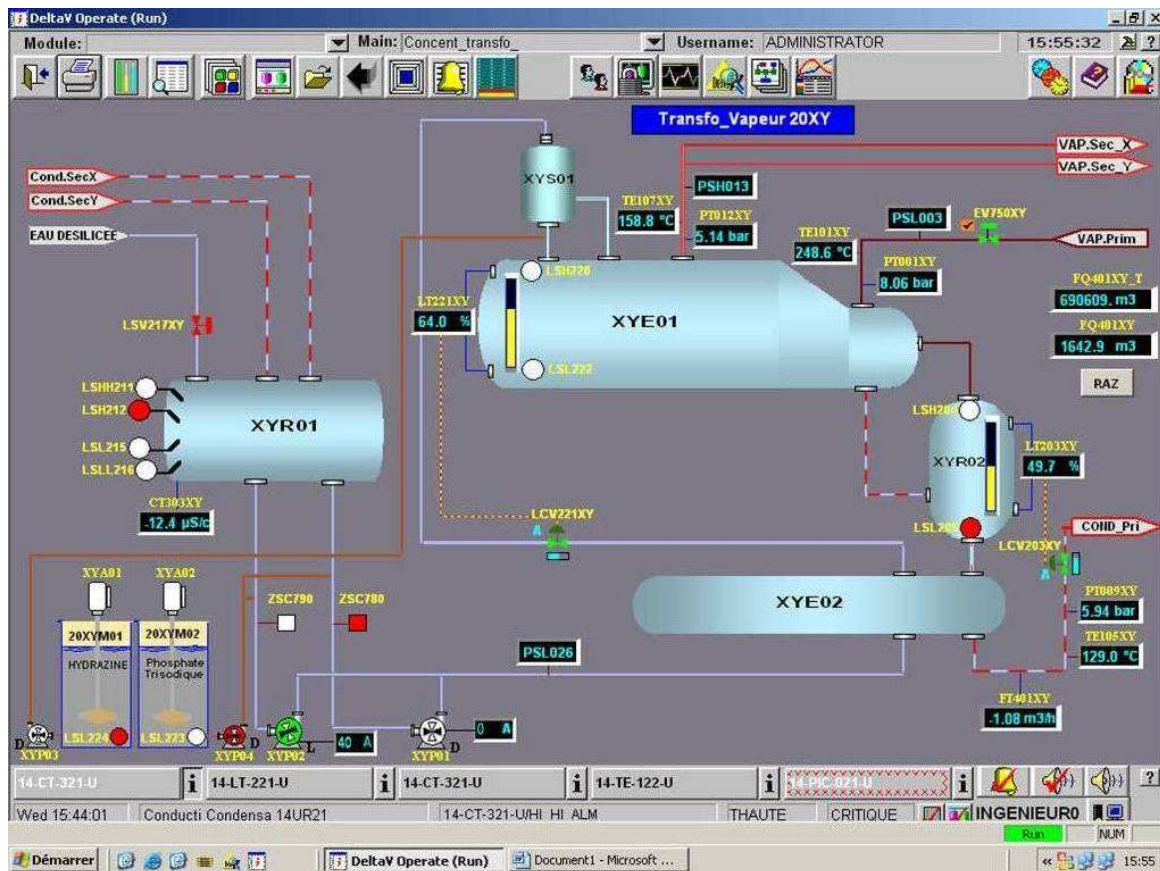 DeltaV Operate (Run)
Module: Main: Concent_transfo_ Username: ADMINISTRATOR 15:55:32 ?
Transfo_Vapeur 20XY
VAP.Sec_X
VAP.Sec_Y
XYS01
Cond.SecX
Cond.SecY
EAU DESILICEE
PSH013
TE107XY
158.8 °C
PT012XY
5.14 bar
TE101XY
248.6 °C
PSL003
EV750XY
VAP.Prim
PT001XY
8.06 bar
FQ401XY_T
690609. m3
FQ401XY
1642.9 m3
RAZ
LT221XY
64.0 %
LSH220
XYE01
LSL222
LSV217XY
LSHH211
LSH212
LSL215
LSLL216
XYR01
CT303XY
-12.4 µS/c
XYR02
LT203XY
49.7 %
COND_Pri
LCV221XY
A
LCV203XY
A
XYE02
PT009XY
5.94 bar
TE105XY
129.0 °C
FT401XY
-1.08 m3/h
XYA01 XYA02
ZSC790 ZSC780
20XYM01 20XYM02
HYDRAZINE
Phosphate
Trisodique
LSL224 LSL223
PSL026
D XYP03
XYP04 D
XYP02 L 40 A
XYP01 D 0 A
14-CT-321-U i 14-LT-221-U i 14-CT-321-U i 14-TE-122-U i 14-PIC-021-U i ?
Wed 15:44:01 Conducti Condensa 14UR21 14-CT-321-U/HI_HI_ALM THAUTE CRITIQUE INGENIEUR0
Run NUM
Démarrer DeltaV Operate (Run) Document1 - Microsoft ... « 15:55